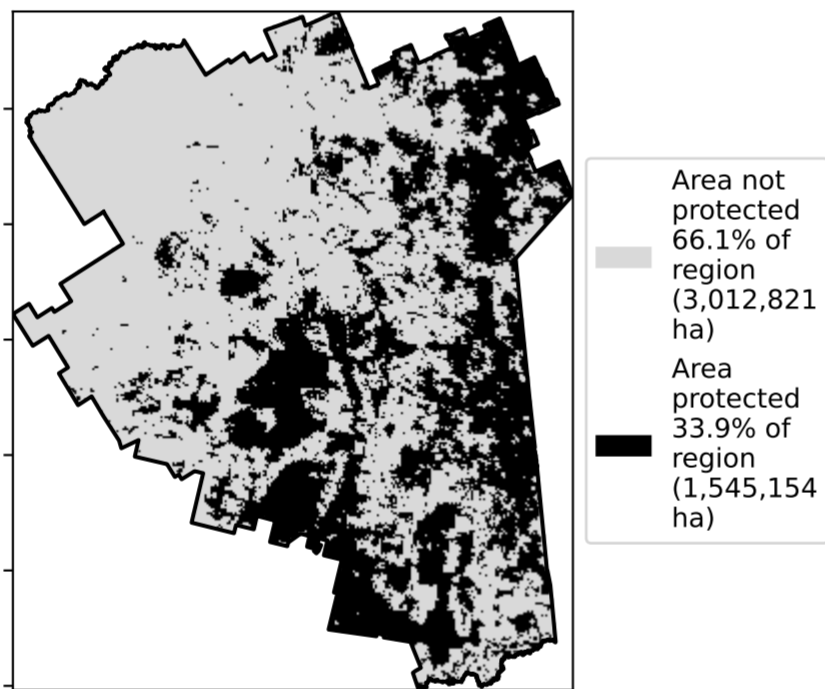 Area not
protected
66.1% of
region
(3,012,821
ha)
Area
protected
33.9% of
region
(1,545,154
ha)